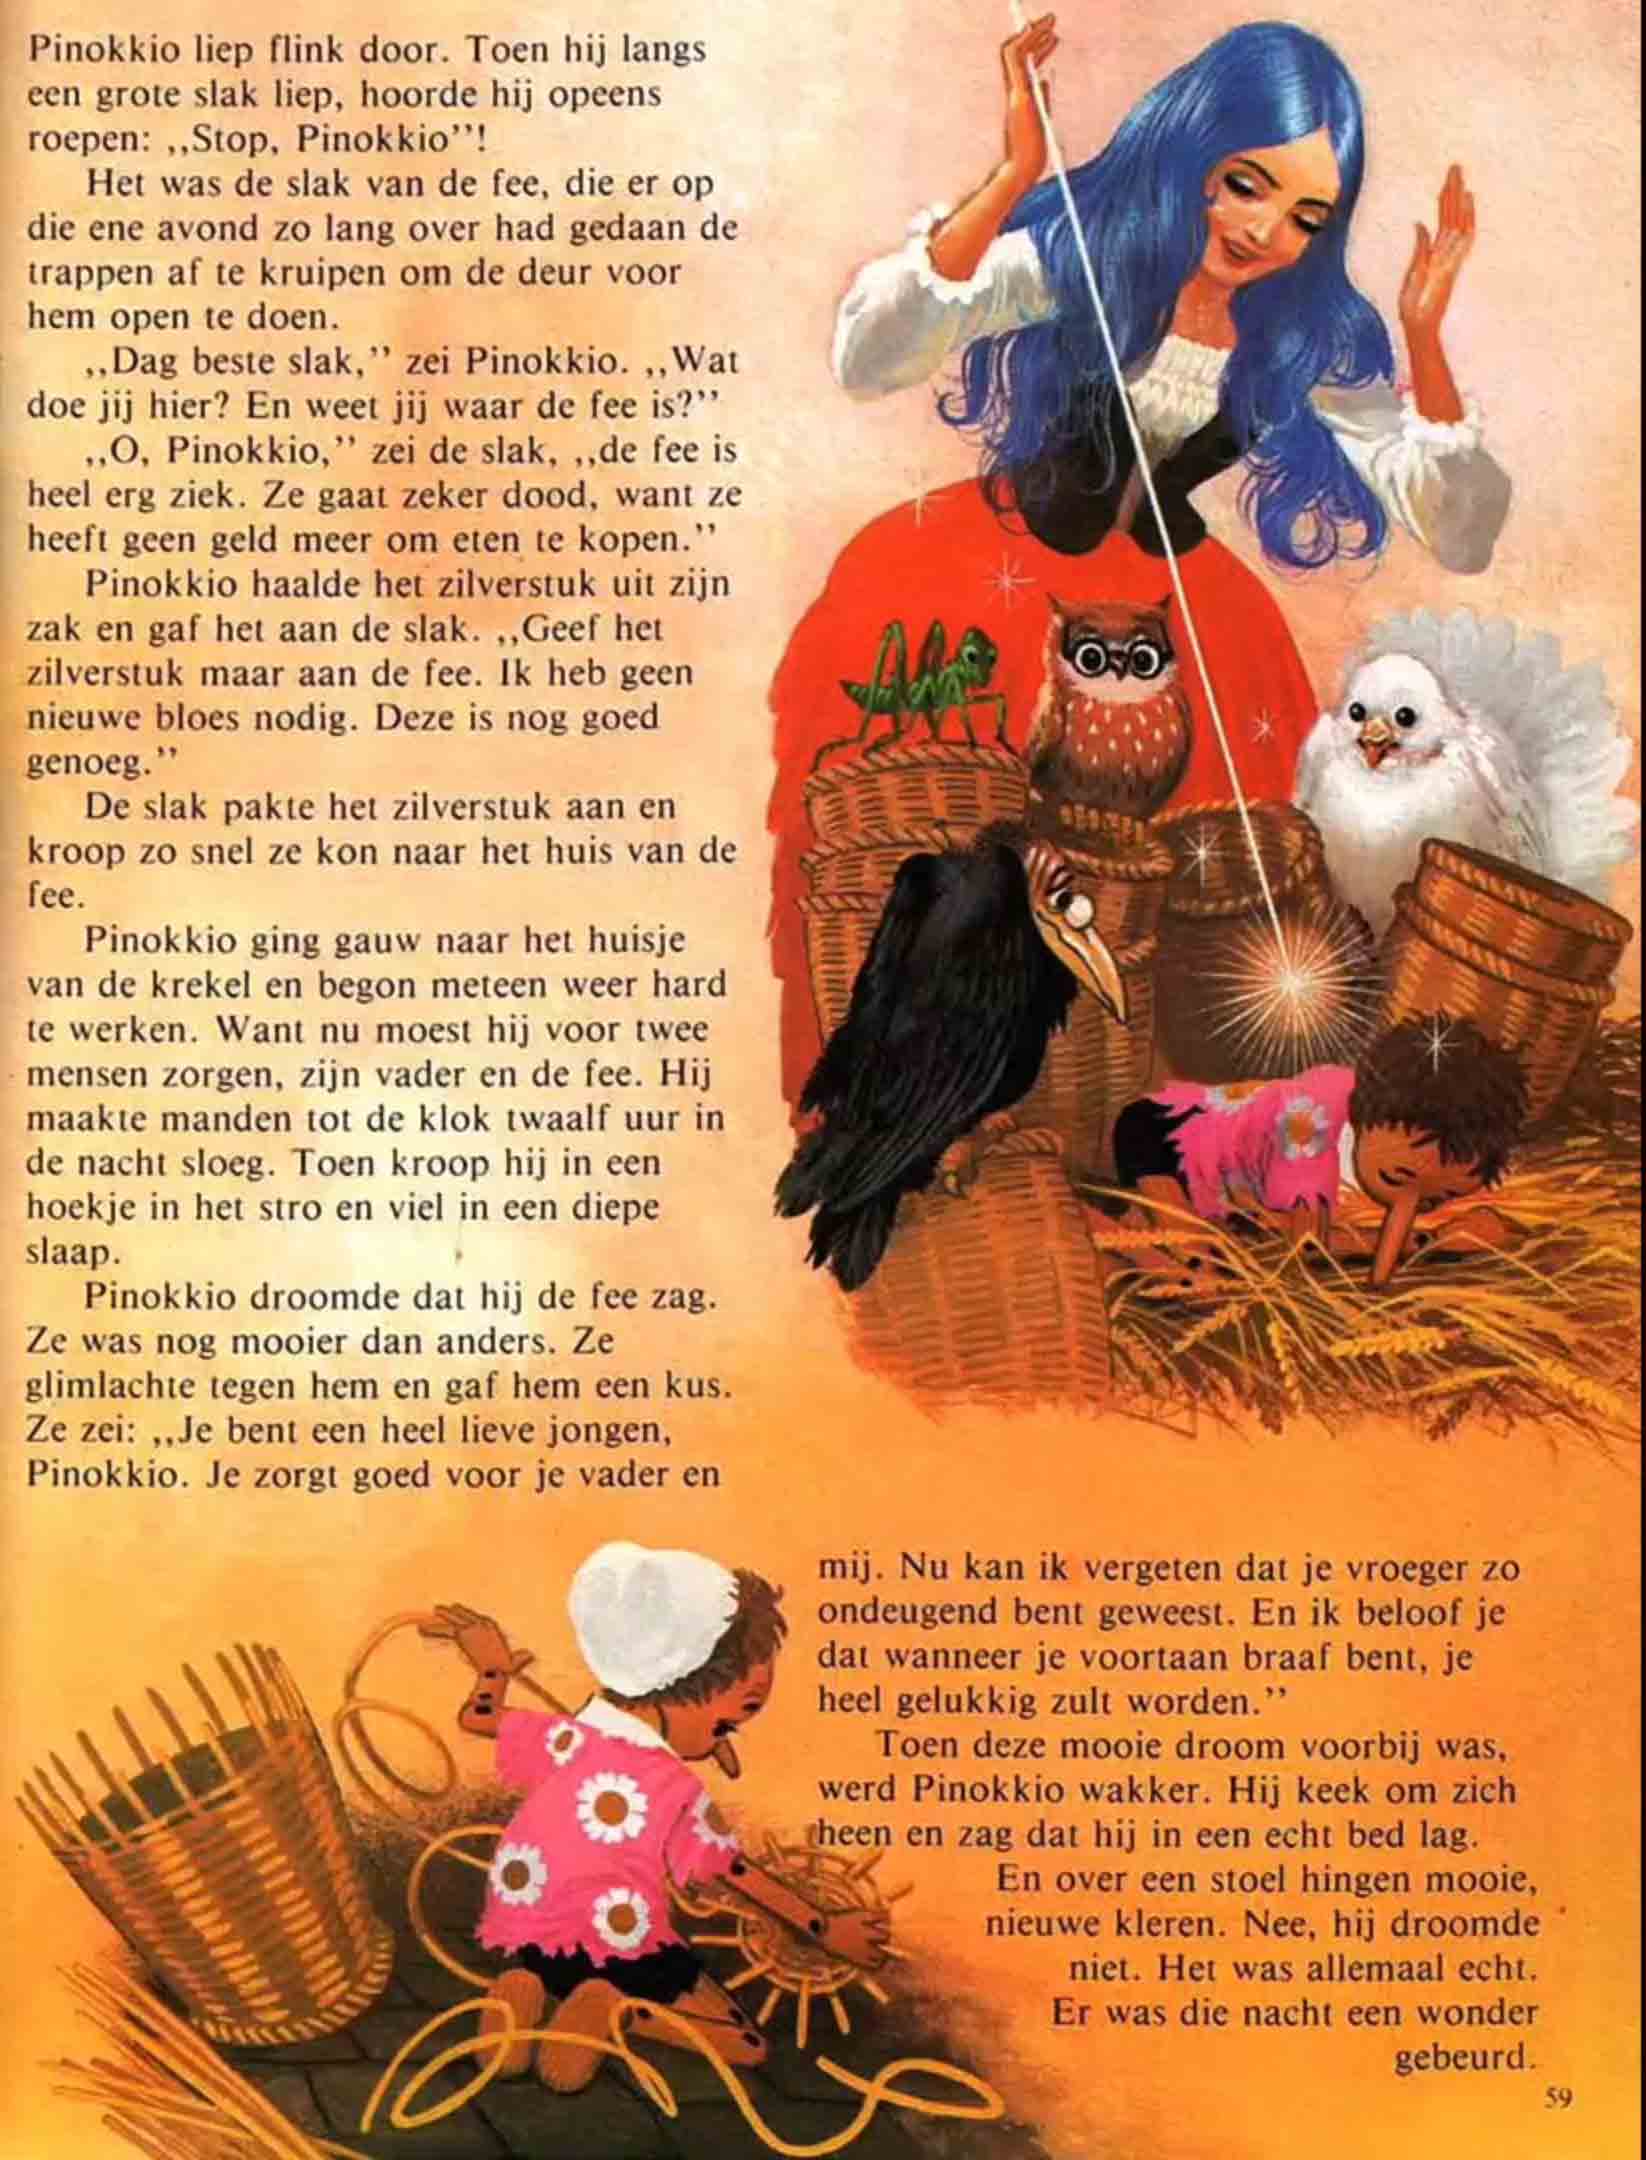 Pinokkio liep flink door. Toen hij langs
een grote slak liep, hoorde hij opeens
roepen: ,,Stop, Pinokkio''!
Het was de slak van de fee, die er op
die ene avond zo lang over had gedaan de
trappen af te kruipen om de deur voor
hem open te doen.
,,Dag beste slak,'' zei Pinokkio. ,,Wat
doe jij hier? En weet jij waar de fee is?''
,,O, Pinokkio,'' zei de slak, ,,de fee is
heel erg ziek. Ze gaat zeker dood, want ze
heeft geen geld meer om eten te kopen.''
Pinokkio haalde het zilverstuk uit zijn
zak en gaf het aan de slak. ,,Geef het
zilverstuk maar aan de fee. Ik heb geen
nieuwe bloes nodig. Deze is nog goed
genoeg.''
De slak pakte het zilverstuk aan en
kroop zo snel ze kon naar het huis van de
fee.
Pinokkio ging gauw naar het huisje
van de krekel en begon meteen weer hard
te werken. Want nu moest hij voor twee
mensen zorgen, zijn vader en de fee. Hij
maakte manden tot de klok twaalf uur in
de nacht sloeg. Toen kroop hij in een
hoekje in het stro en viel in een diepe
slaap.
Pinokkio droomde dat hij de fee zag.
Ze was nog mooier dan anders. Ze
glimlachte tegen hem en gaf hem een kus.
Ze zei: ,,Je bent een heel lieve jongen,
Pinokkio. Je zorgt goed voor je vader en
mij. Nu kan ik vergeten dat je vroeger zo
ondeugend bent geweest. En ik beloof je
dat wanneer je voortaan braaf bent, je
heel gelukkig zult worden.''
Toen deze mooie droom voorbij was,
werd Pinokkio wakker. Hij keek om zich
heen en zag dat hij in een echt bed lag.
En over een stoel hingen mooie,
nieuwe kleren. Nee, hij droomde
niet. Het was allemaal echt.
Er was die nacht een wonder
gebeurd.
59